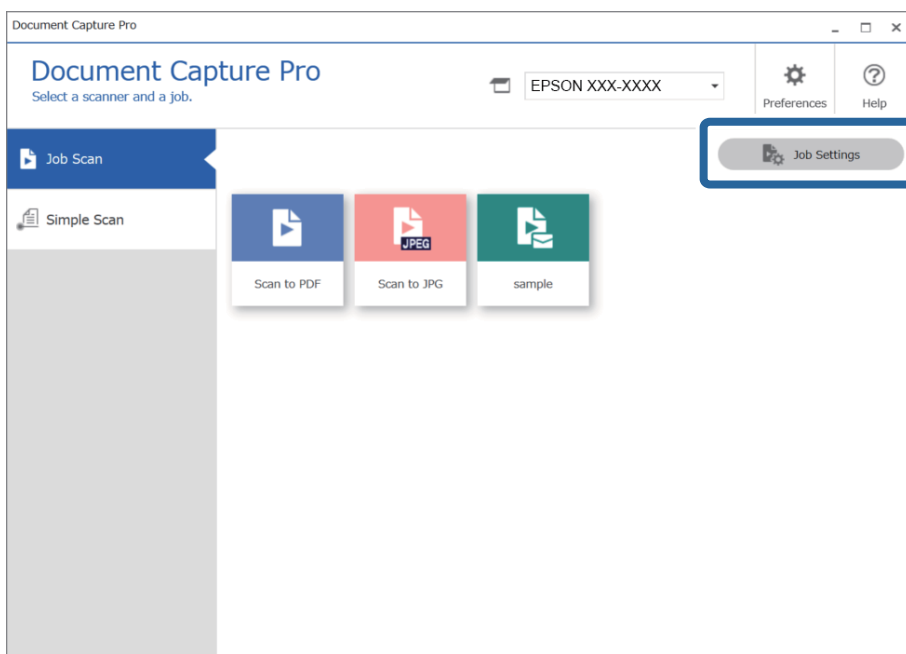 Document Capture Pro
Document Capture Pro
Select a scanner and a job.
EPSON XXX-XXXX
Preferences
Help
Job Scan
Job Settings
Simple Scan
JPEG
Scan to PDF
Scan to JPG
sample